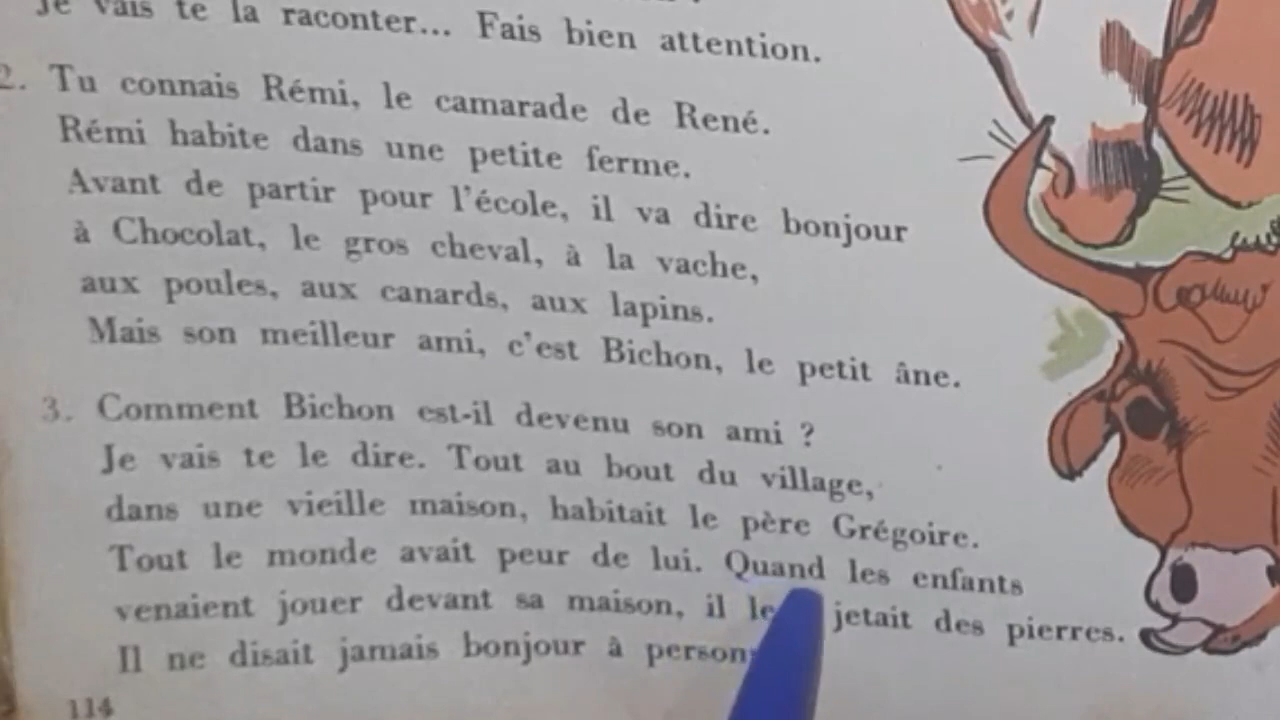 Je vais te la raconter... Fais bien attention.
2. Tu connais Rémi, le camarade de René.
Rémi habite dans une petite ferme.
Avant de partir pour l'école, il va dire bonjour
à Chocolat, le gros cheval, à la vache,
aux poules, aux canards, aux lapins.
Mais son meilleur ami, c'est Bichon, le petit âne.
3. Comment Bichon est-il devenu son ami ?
Je vais te le dire. Tout au bout du village,
dans une vieille maison, habitait le père Grégoire.
Tout le monde avait peur de lui. Quand les enfants
venaient jouer devant sa maison, il jetait des pierres.
Il ne disait jamais bonjour à
114